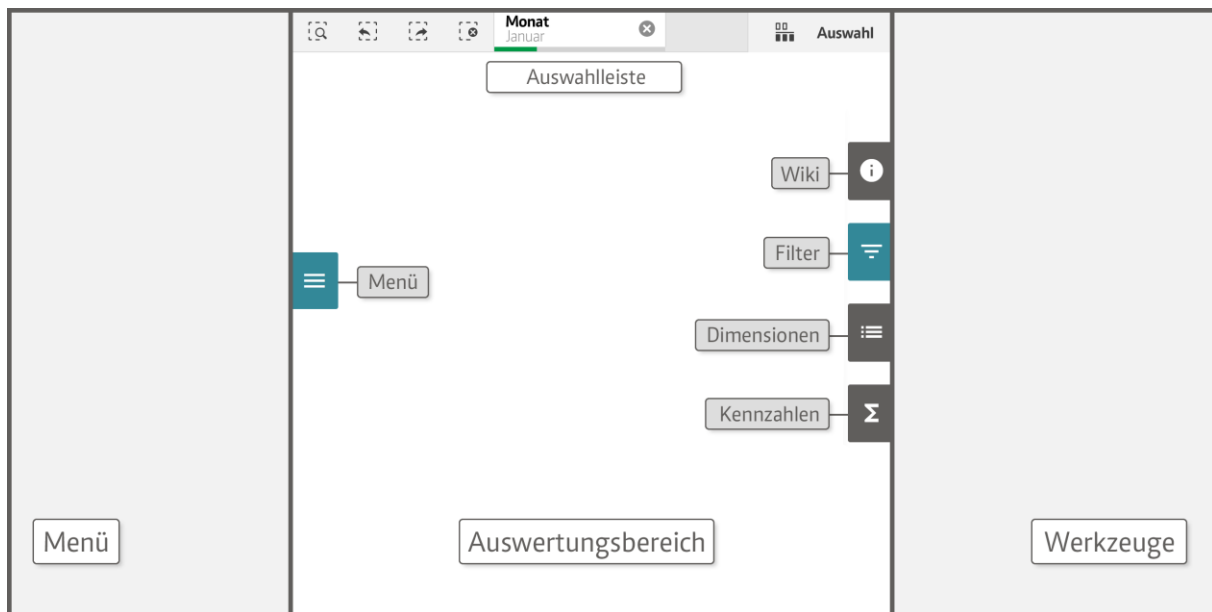 Monat
Januar
Auswahl
Auswahlleiste
Wiki
Filter
Menü
Dimensionen
Kennzahlen
Menü
Auswertungsbereich
Werkzeuge